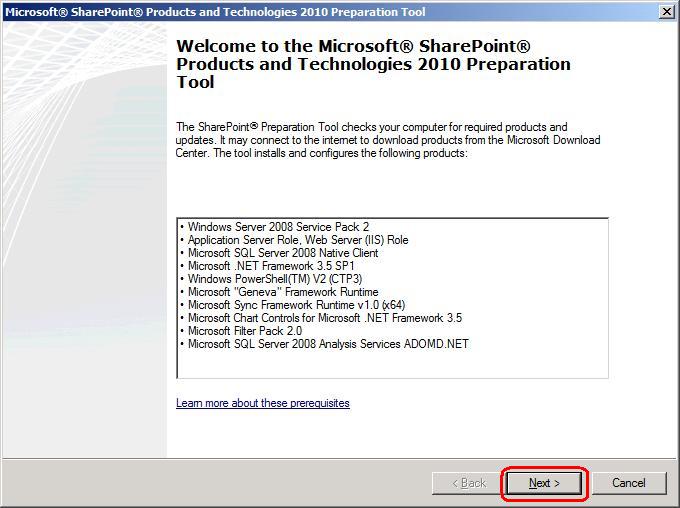 Microsoft® SharePoint® Products and Technologies 2010 Preparation Tool
Welcome to the Microsoft® SharePoint®
Products and Technologies 2010 Preparation
Tool
The SharePoint® Preparation Tool checks your computer for required products and
updates. It may connect to the internet to download products from the Microsoft Download
Center. The tool installs and configures the following products:
• Windows Server 2008 Service Pack 2
• Application Server Role, Web Server (IIS) Role
• Microsoft SQL Server 2008 Native Client
• Microsoft .NET Framework 3.5 SP1
• Windows PowerShell(TM) V2 (CTP3)
• Microsoft "Geneva" Framework Runtime
• Microsoft Sync Framework Runtime v1.0 (x64)
• Microsoft Chart Controls for Microsoft .NET Framework 3.5
• Microsoft Filter Pack 2.0
• Microsoft SQL Server 2008 Analysis Services ADOMD.NET
Learn more about these prerequisites
< Back Next > Cancel